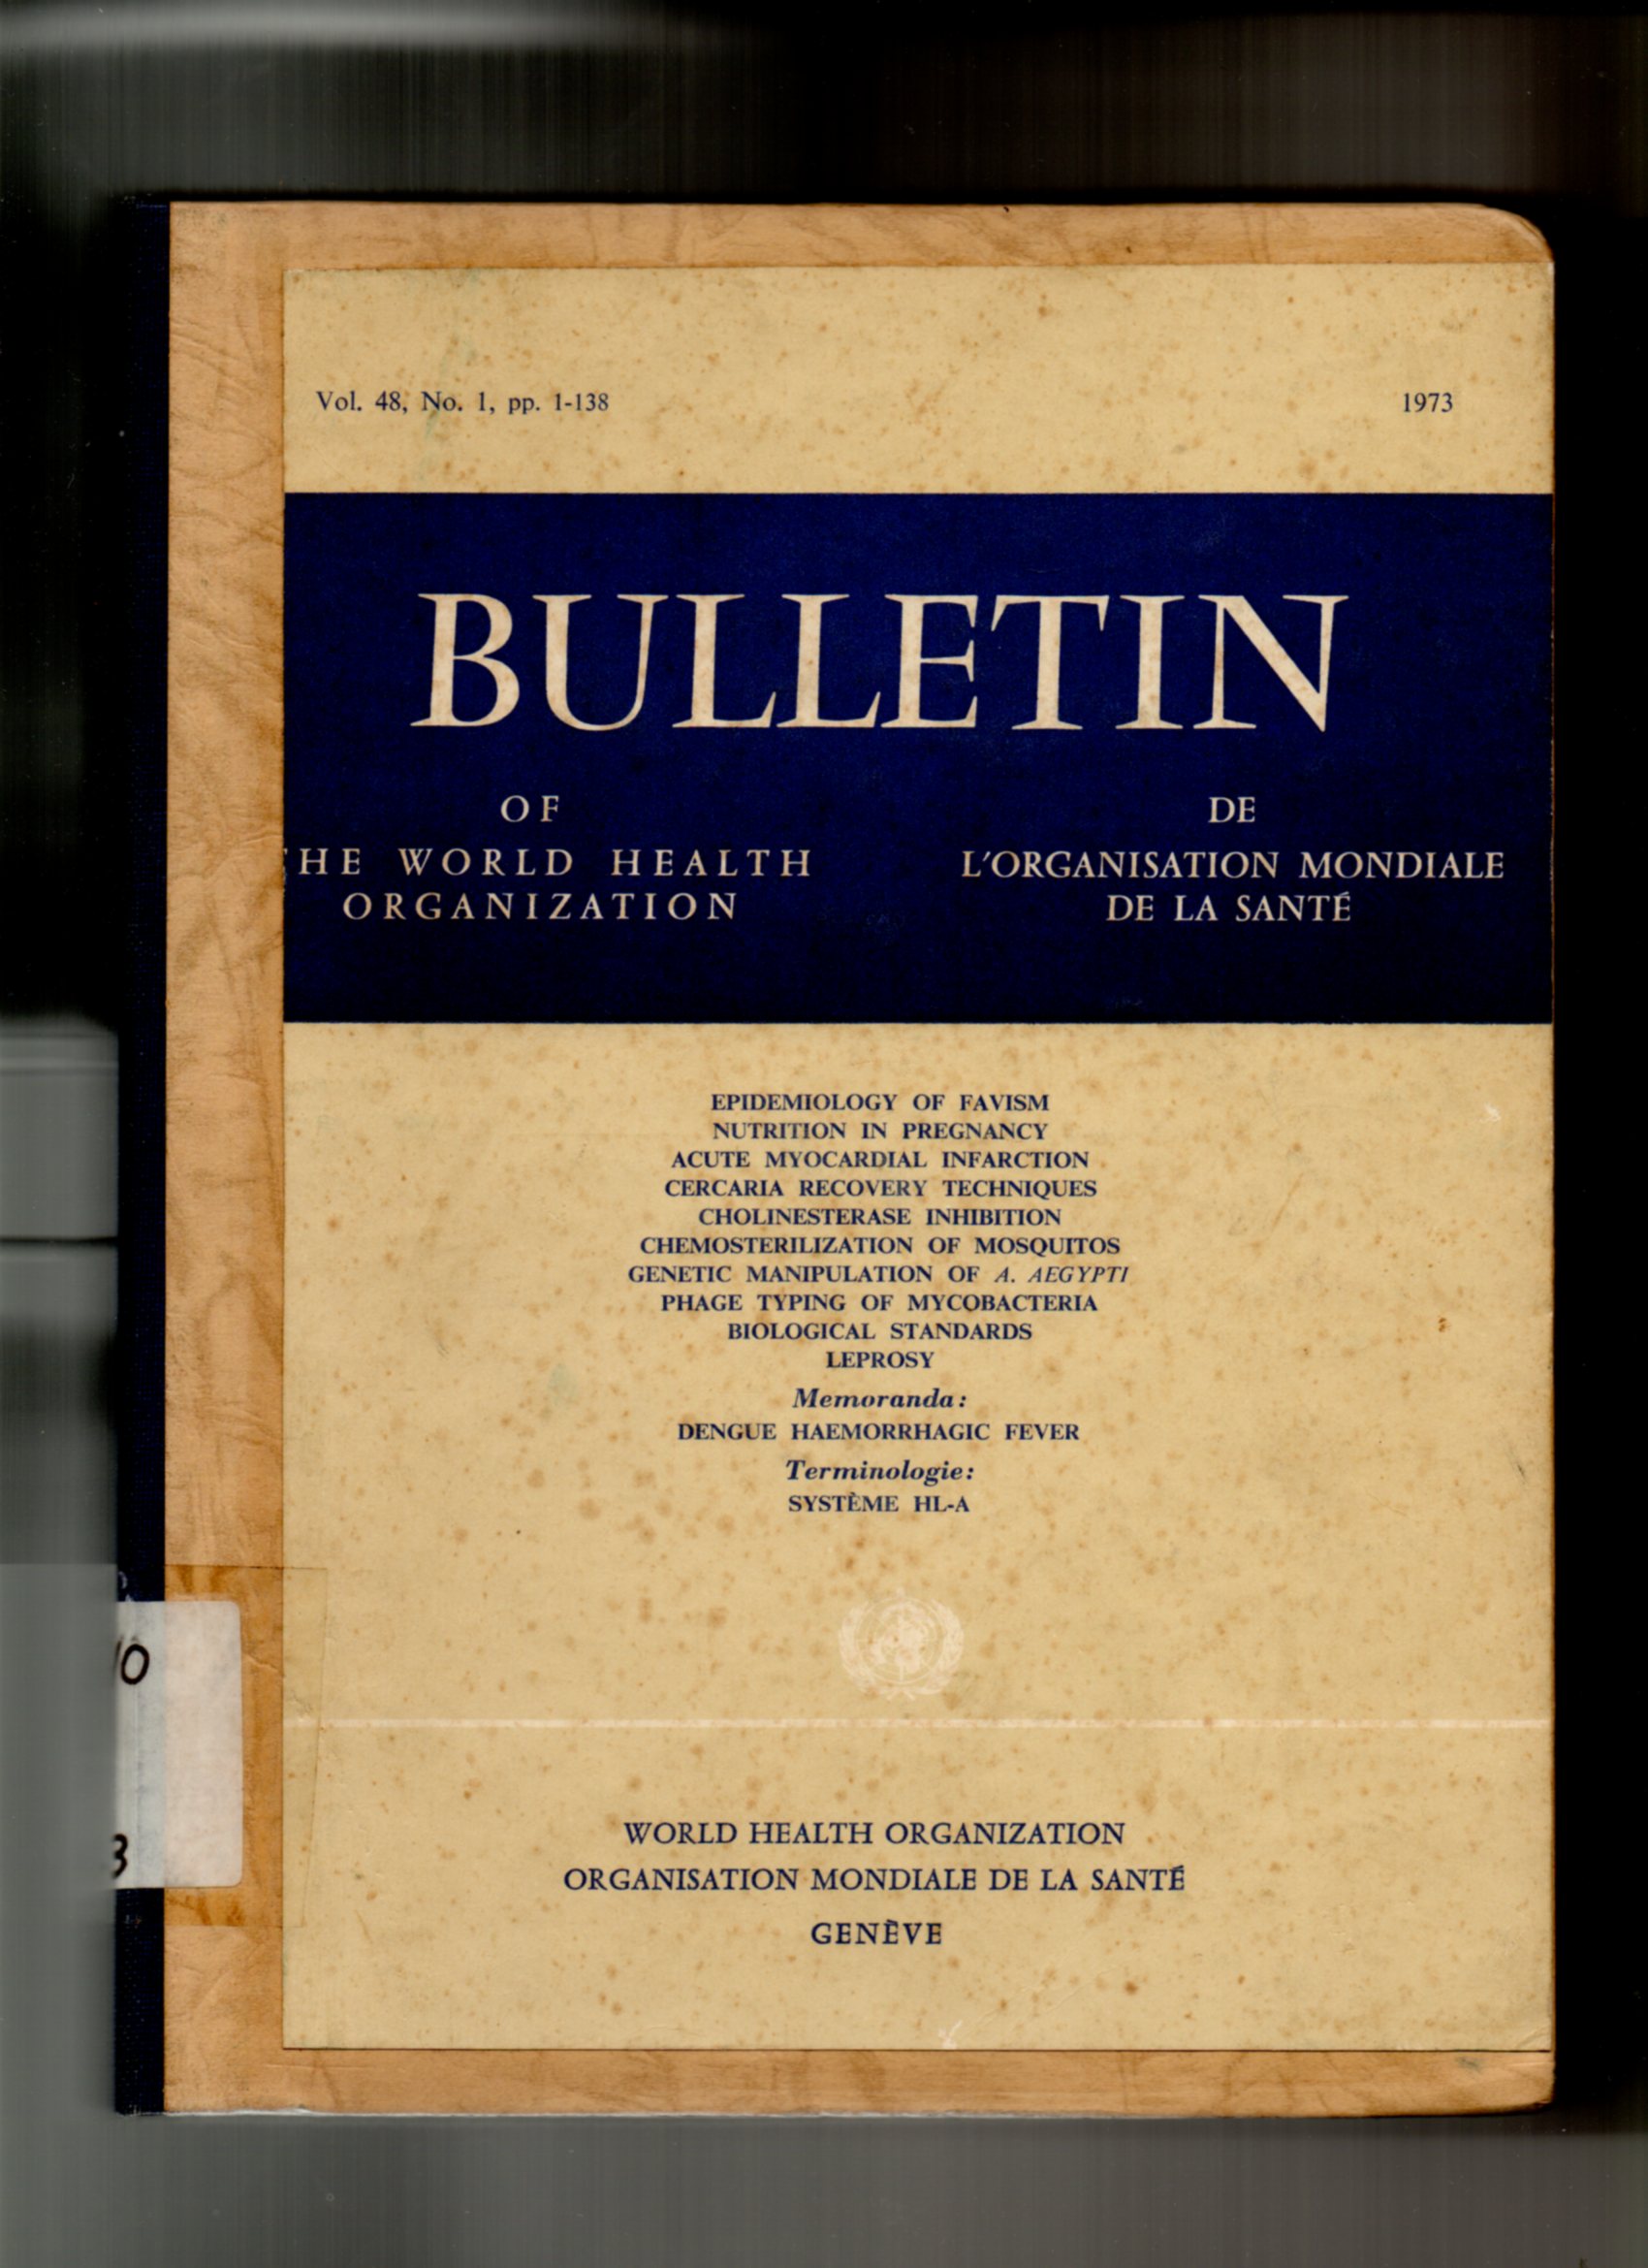 Vol. 48, No. 1, pp. 1-138
1973
BULLETIN
OF
THE WORLD HEALTH
ORGANIZATION
DE
L'ORGANISATION MONDIALE
DE LA SANTÉ
EPIDEMIOLOGY OF FAVISM
NUTRITION IN PREGNANCY
ACUTE MYOCARDIAL INFARCTION
CERCARIA RECOVERY TECHNIQUES
CHOLINESTERASE INHIBITION
CHEMOSTERILIZATION OF MOSQUITOS
GENETIC MANIPULATION OF A. AEGYPTI
PHAGE TYPING OF MYCOBACTERIA
BIOLOGICAL STANDARDS
LEPROSY
Memoranda:
DENGUE HAEMORRHAGIC FEVER
Terminologie:
SYSTÈME HL-A
10
3
WORLD HEALTH ORGANIZATION
ORGANISATION MONDIALE DE LA SANTÉ
GENÈVE